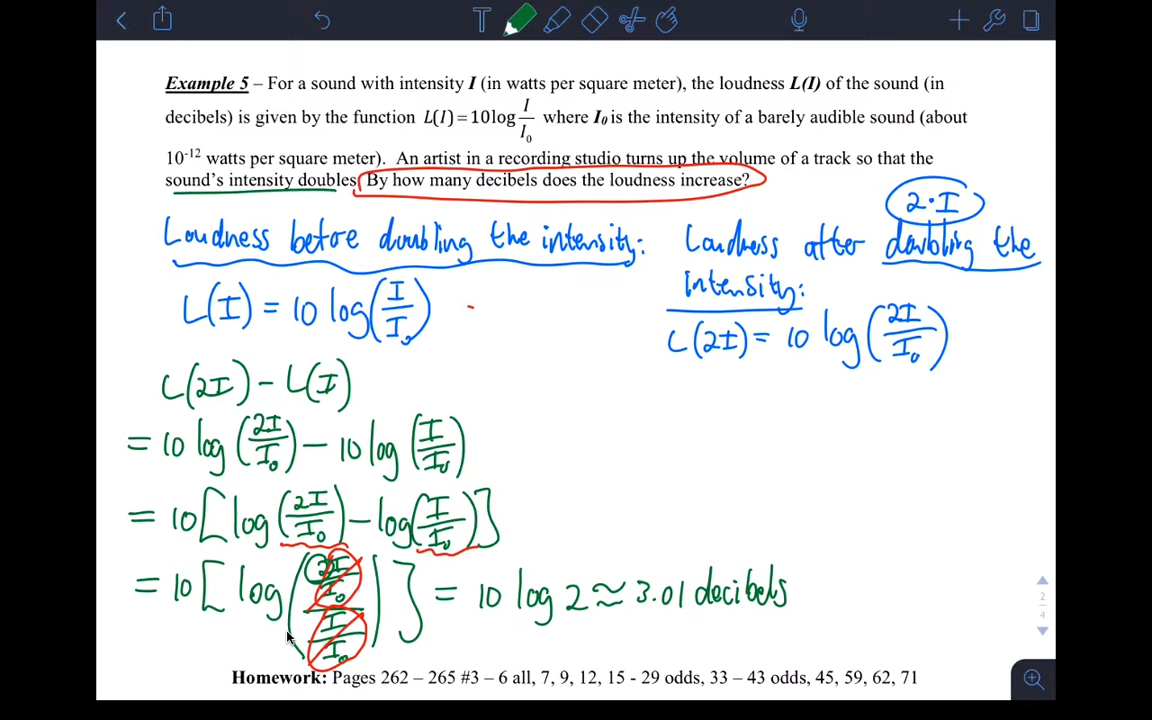 Example 5 – For a sound with intensity I (in watts per square meter), the loudness L(I) of the sound (in
decibels) is given by the function L(I)=10log I/I₀ where I₀ is the intensity of a barely audible sound (about
10⁻¹² watts per square meter). An artist in a recording studio turns up the volume of a track so that the
sound's intensity doubles. By how many decibels does the loudness increase?
2·I
Loudness before doubling the intensity:
L(I) = 10 log(I/I₀)
Loudness after doubling the
intensity:
L(2I) = 10 log(2I/I₀)
L(2I) - L(I)
= 10 log(2I/I₀) - 10 log(I/I₀)
= 10[log(2I/I₀) - log(I/I₀)]
= 10[log((2I/I₀)/(I/I₀))] = 10 log 2 ≈ 3.01 decibels
Homework: Pages 262 – 265 #3 – 6 all, 7, 9, 12, 15 - 29 odds, 33 – 43 odds, 45, 59, 62, 71
T
2
4